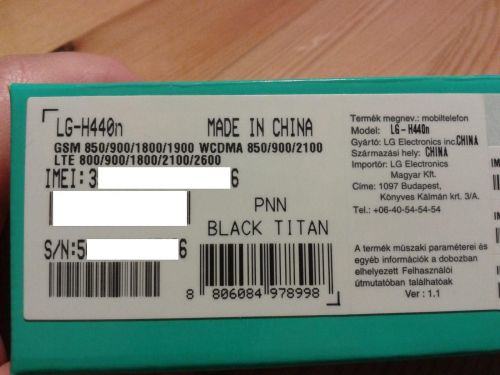 LG-H440n MADE IN CHINA
GSM 850/900/1800/1900 WCDMA 850/900/2100
LTE 800/900/1800/2100/2600
IMEI: 3 6
PNN
BLACK TITAN
S/N:5 6
8 806084 978998
Termék megnev.: mobiltelefon
Model: LG-H440n
Gyártó: LG Electronics inc. CHINA
Származási hely: CHINA
Importőr: LG Electronics
Magyar Kft.
Címe: 1097 Budapest,
Könyves Kálmán krt. 3/A.
Tel.: +06-40-54-54-54
A termék műszaki paraméterei és
egyéb információk a dobozban
elhelyezett Felhasználói
útmutatóban találhatóak
Ver : 1.1